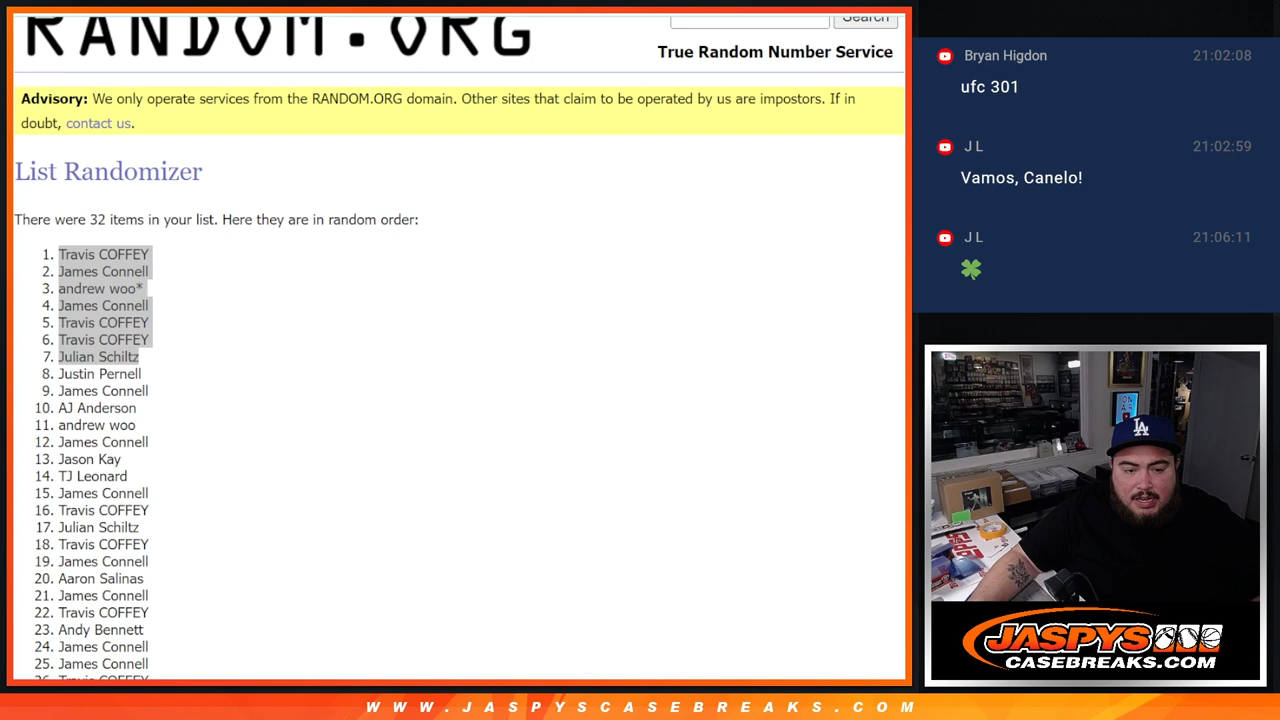 RANDOM.ORG
Search
True Random Number Service
Advisory: We only operate services from the RANDOM.ORG domain. Other sites that claim to be operated by us are impostors. If in
doubt, contact us.
List Randomizer
There were 32 items in your list. Here they are in random order:
1. Travis COFFEY
2. James Connell
3. andrew woo*
4. James Connell
5. Travis COFFEY
6. Travis COFFEY
7. Julian Schiltz
8. Justin Pernell
9. James Connell
10. AJ Anderson
11. andrew woo
12. James Connell
13. Jason Kay
14. TJ Leonard
15. James Connell
16. Travis COFFEY
17. Julian Schiltz
18. Travis COFFEY
19. James Connell
20. Aaron Salinas
21. James Connell
22. Travis COFFEY
23. Andy Bennett
24. James Connell
25. James Connell
26. Travis COFFEY
Bryan Higdon 21:02:08
ufc 301
J L 21:02:59
Vamos, Canelo!
J L 21:06:11
🍀
ON
AIR
LA
JASPYS
CASEBREAKS.COM
WWW.JASPYSCASEBREAKS.COM